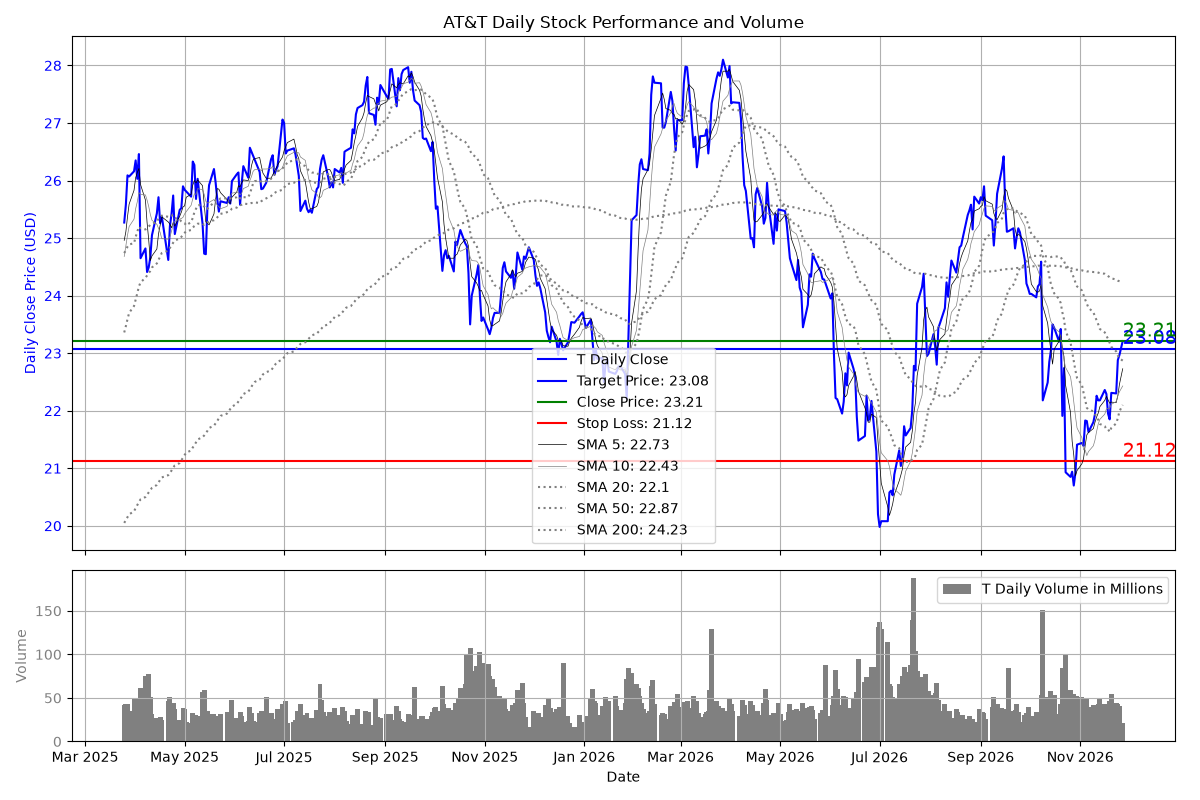 AT&T Daily Stock Performance and Volume
Daily Close Price (USD)
28
27
26
25
24
23
22
21
20
23.21
23.08
21.12
T Daily Close
Target Price: 23.08
Close Price: 23.21
Stop Loss: 21.12
SMA 5: 22.73
SMA 10: 22.43
SMA 20: 22.1
SMA 50: 22.87
SMA 200: 24.23
Volume
150
100
50
0
T Daily Volume in Millions
Mar 2025 May 2025 Jul 2025 Sep 2025 Nov 2025 Jan 2026 Mar 2026 May 2026 Jul 2026 Sep 2026 Nov 2026
Date